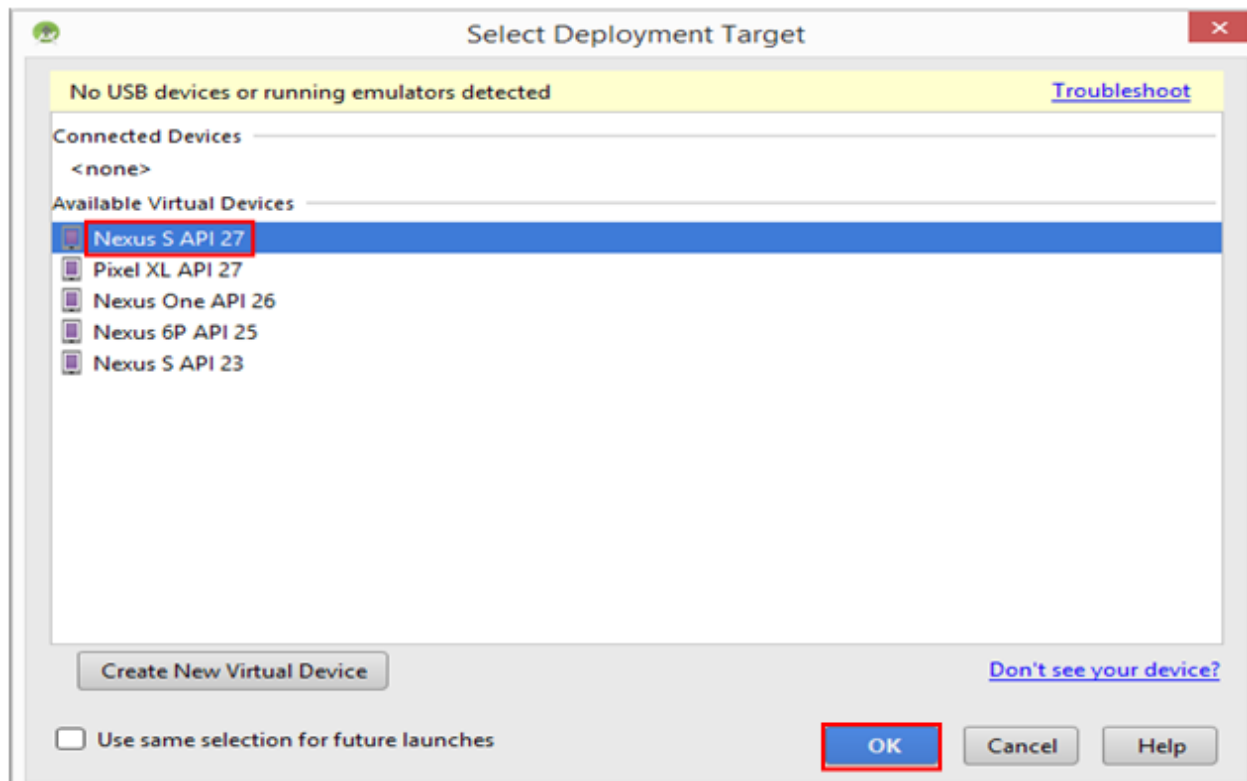 Select Deployment Target
No USB devices or running emulators detected Troubleshoot
Connected Devices
<none>
Available Virtual Devices
Nexus S API 27
Pixel XL API 27
Nexus One API 26
Nexus 6P API 25
Nexus S API 23
Create New Virtual Device Don't see your device?
Use same selection for future launches OK Cancel Help